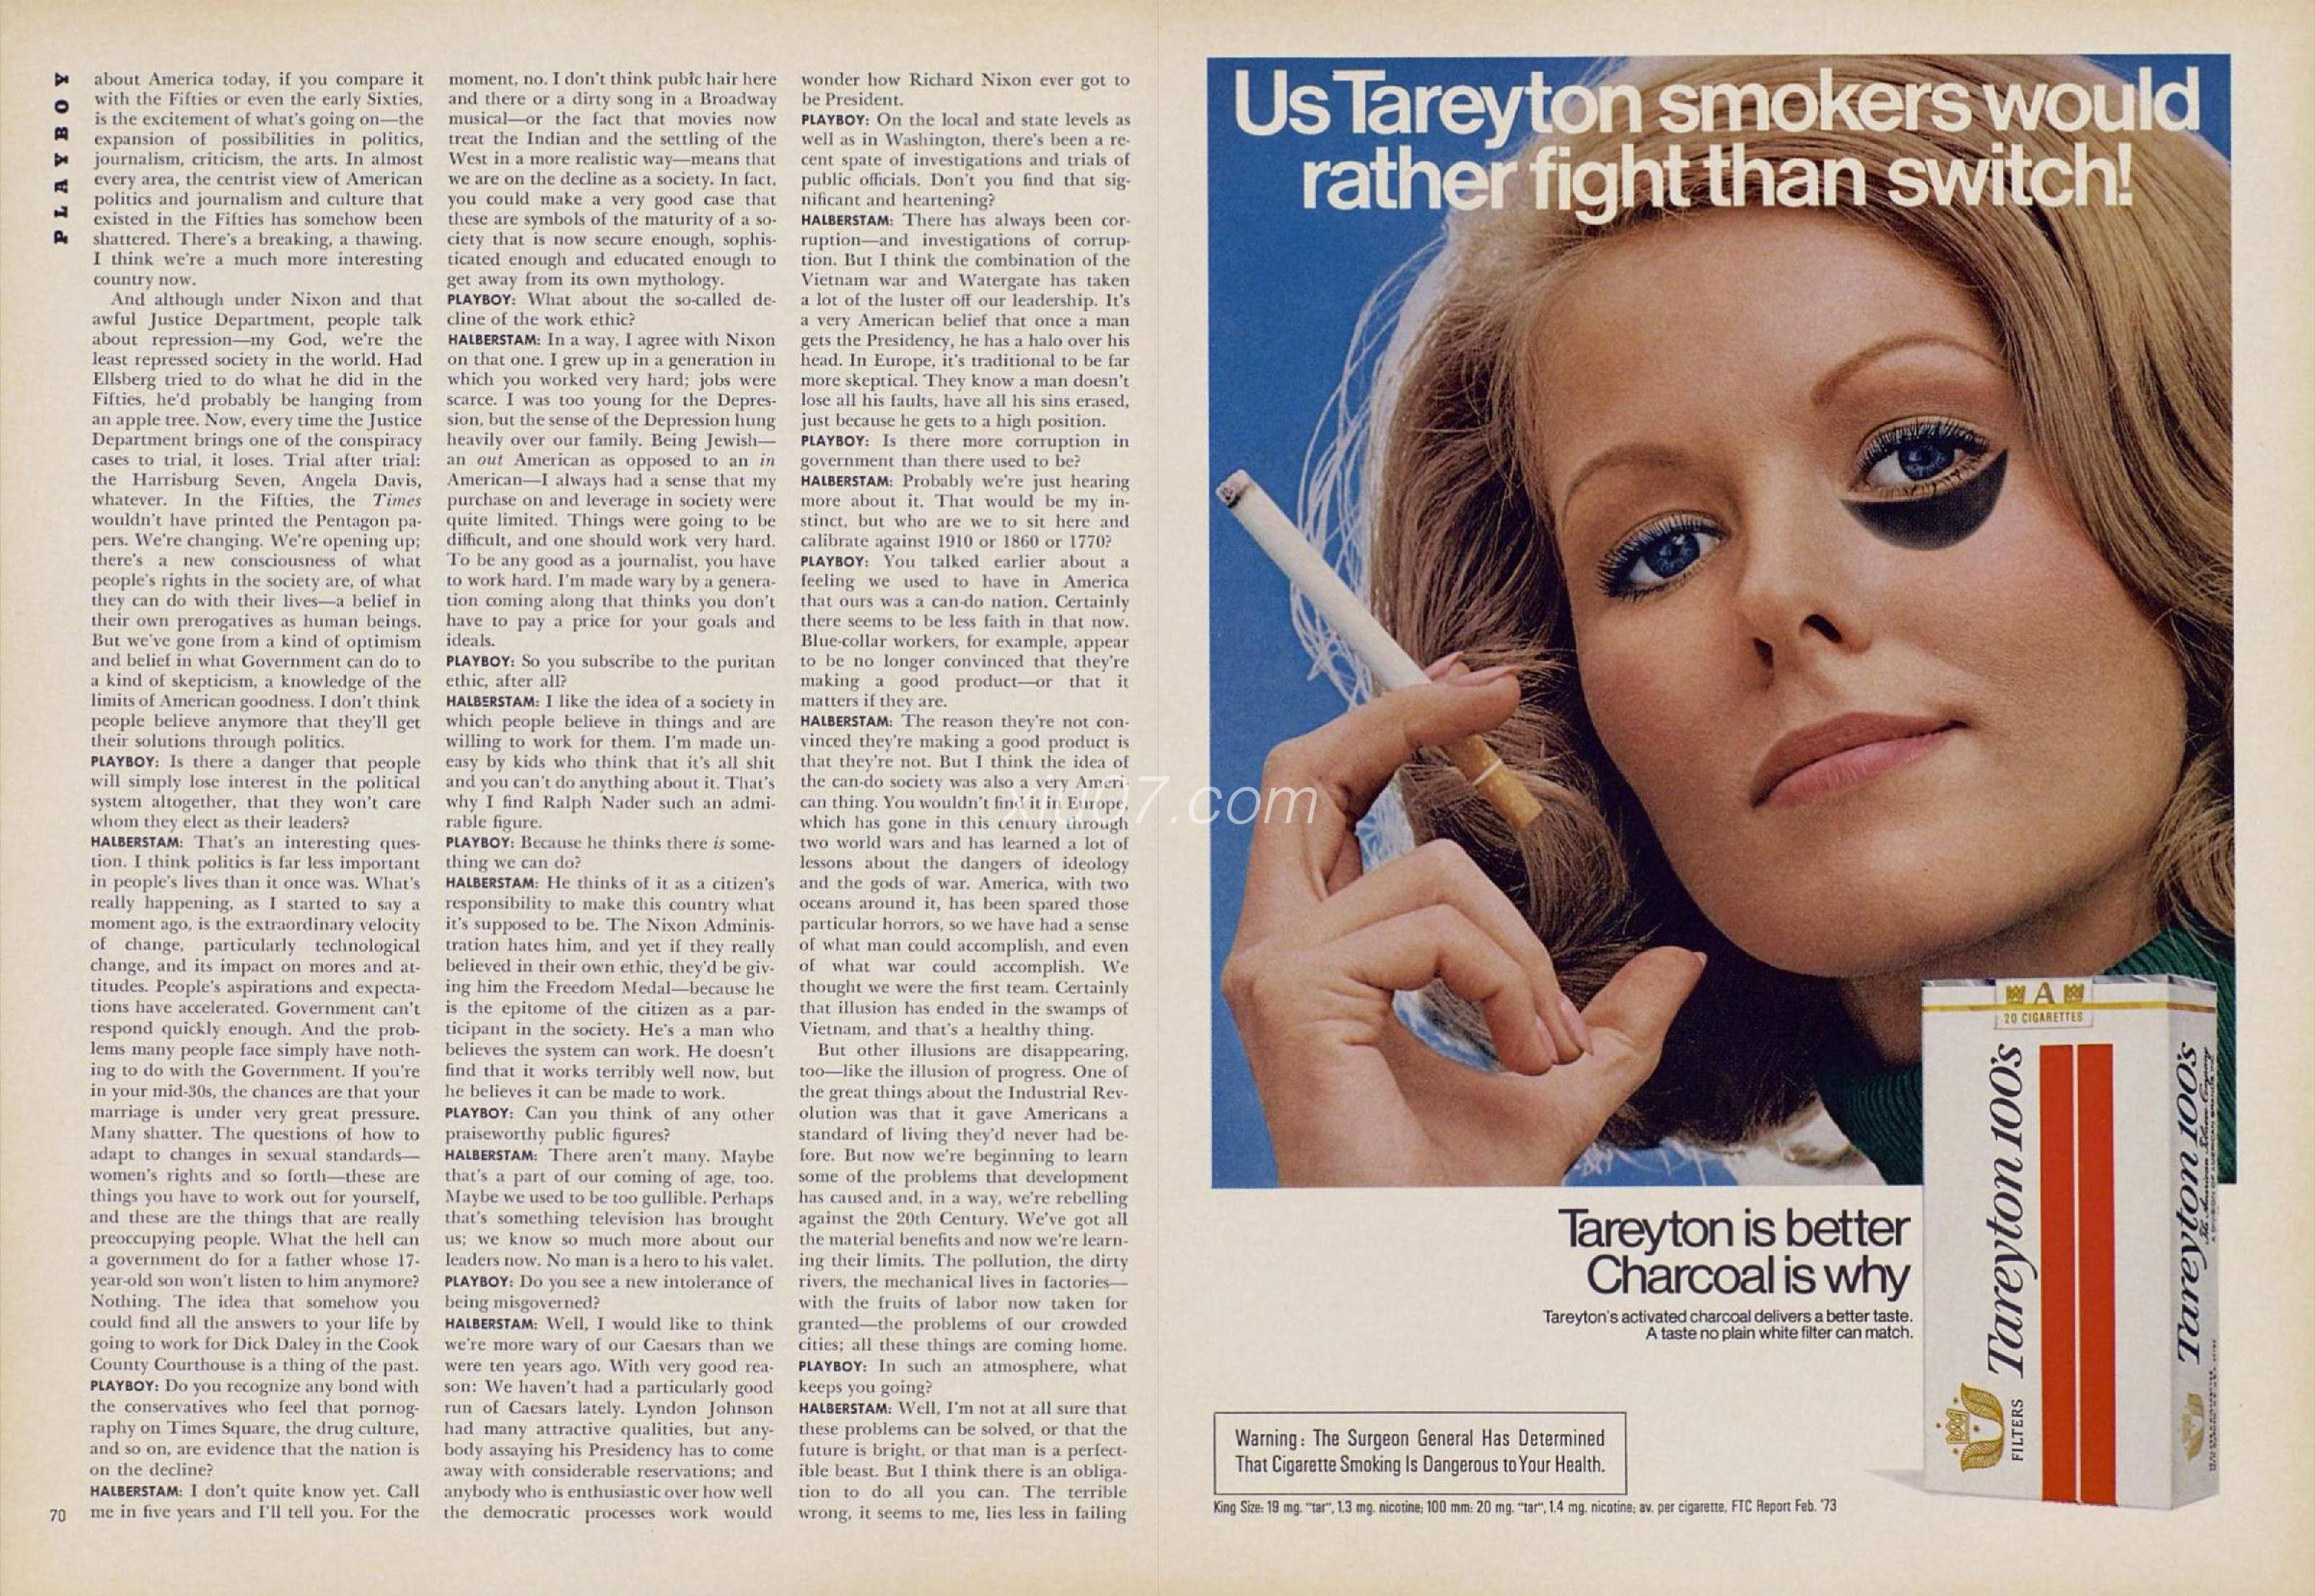 PLAYBOY
about America today, if you compare it
with the Fifties or even the early Sixties,
is the excitement of what's going on—the
expansion of possibilities in politics,
journalism, criticism, the arts. In almost
every area, the centrist view of American
politics and journalism and culture that
existed in the Fifties has somehow been
shattered. There's a breaking, a thawing.
I think we're a much more interesting
country now.
And although under Nixon and that
awful Justice Department, people talk
about repression—my God, we're the
least repressed society in the world. Had
Ellsberg tried to do what he did in the
Fifties, he'd probably be hanging from
an apple tree. Now, every time the Justice
Department brings one of the conspiracy
cases to trial, it loses. Trial after trial:
the Harrisburg Seven, Angela Davis,
whatever. In the Fifties, the Times
wouldn't have printed the Pentagon pa-
pers. We're changing. We're opening up;
there's a new consciousness of what
people's rights in the society are, of what
they can do with their lives—a belief in
their own prerogatives as human beings.
But we've gone from a kind of optimism
and belief in what Government can do to
a kind of skepticism, a knowledge of the
limits of American goodness. I don't think
people believe anymore that they'll get
their solutions through politics.
PLAYBOY: Is there a danger that people
will simply lose interest in the political
system altogether, that they won't care
whom they elect as their leaders?
HALBERSTAM: That's an interesting ques-
tion. I think politics is far less important
in people's lives than it once was. What's
really happening, as I started to say a
moment ago, is the extraordinary velocity
of change, particularly technological
change, and its impact on mores and at-
titudes. People's aspirations and expecta-
tions have accelerated. Government can't
respond quickly enough. And the prob-
lems many people face simply have noth-
ing to do with the Government. If you're
in your mid-30s, the chances are that your
marriage is under very great pressure.
Many shatter. The questions of how to
adapt to changes in sexual standards—
women's rights and so forth—these are
things you have to work out for yourself,
and these are the things that are really
preoccupying people. What the hell can
a government do for a father whose 17-
year-old son won't listen to him anymore?
Nothing. The idea that somehow you
could find all the answers to your life by
going to work for Dick Daley in the Cook
County Courthouse is a thing of the past.
PLAYBOY: Do you recognize any bond with
the conservatives who feel that pornog-
raphy on Times Square, the drug culture,
and so on, are evidence that the nation is
on the decline?
HALBERSTAM: I don't quite know yet. Call
me in five years and I'll tell you. For the
70
moment, no. I don't think pubic hair here
and there or a dirty song in a Broadway
musical—or the fact that movies now
treat the Indian and the settling of the
West in a more realistic way—means that
we are on the decline as a society. In fact,
you could make a very good case that
these are symbols of the maturity of a so-
ciety that is now secure enough, sophis-
ticated enough and educated enough to
get away from its own mythology.
PLAYBOY: What about the so-called de-
cline of the work ethic?
HALBERSTAM: In a way, I agree with Nixon
on that one. I grew up in a generation in
which you worked very hard; jobs were
scarce. I was too young for the Depres-
sion, but the sense of the Depression hung
heavily over our family. Being Jewish—
an out American as opposed to an in
American—I always had a sense that my
purchase on and leverage in society were
quite limited. Things were going to be
difficult, and one should work very hard.
To be any good as a journalist, you have
to work hard. I'm made wary by a genera-
tion coming along that thinks you don't
have to pay a price for your goals and
ideals.
PLAYBOY: So you subscribe to the puritan
ethic, after all?
HALBERSTAM: I like the idea of a society in
which people believe in things and are
willing to work for them. I'm made un-
easy by kids who think that it's all shit
and you can't do anything about it. That's
why I find Ralph Nader such an admi-
rable figure.
PLAYBOY: Because he thinks there is some-
thing we can do?
HALBERSTAM: He thinks of it as a citizen's
responsibility to make this country what
it's supposed to be. The Nixon Adminis-
tration hates him, and yet if they really
believed in their own ethic, they'd be giv-
ing him the Freedom Medal—because he
is the epitome of the citizen as a par-
ticipant in the society. He's a man who
believes the system can work. He doesn't
find that it works terribly well now, but
he believes it can be made to work.
PLAYBOY: Can you think of any other
praiseworthy public figures?
HALBERSTAM: There aren't many. Maybe
that's a part of our coming of age, too.
Maybe we used to be too gullible. Perhaps
that's something television has brought
us; we know so much more about our
leaders now. No man is a hero to his valet.
PLAYBOY: Do you see a new intolerance of
being misgoverned?
HALBERSTAM: Well, I would like to think
we're more wary of our Caesars than we
were ten years ago. With very good rea-
son: We haven't had a particularly good
run of Caesars lately. Lyndon Johnson
had many attractive qualities, but any-
body assaying his Presidency has to come
away with considerable reservations; and
anybody who is enthusiastic over how well
the democratic processes work would
wonder how Richard Nixon ever got to
be President.
PLAYBOY: On the local and state levels as
well as in Washington, there's been a re-
cent spate of investigations and trials of
public officials. Don't you find that sig-
nificant and heartening?
HALBERSTAM: There has always been cor-
ruption—and investigations of corrup-
tion. But I think the combination of the
Vietnam war and Watergate has taken
a lot of the luster off our leadership. It's
a very American belief that once a man
gets the Presidency, he has a halo over his
head. In Europe, it's traditional to be far
more skeptical. They know a man doesn't
lose all his faults, have all his sins erased,
just because he gets to a high position.
PLAYBOY: Is there more corruption in
government than there used to be?
HALBERSTAM: Probably we're just hearing
more about it. That would be my in-
stinct, but who are we to sit here and
calibrate against 1910 or 1860 or 1770?
PLAYBOY: You talked earlier about a
feeling we used to have in America
that ours was a can-do nation. Certainly
there seems to be less faith in that now.
Blue-collar workers, for example, appear
to be no longer convinced that they're
making a good product—or that it
matters if they are.
HALBERSTAM: The reason they're not con-
vinced they're making a good product is
that they're not. But I think the idea of
the can-do society was also a very Ameri-
can thing. You wouldn't find it in Europe,
which has gone in this century through
two world wars and has learned a lot of
lessons about the dangers of ideology
and the gods of war. America, with two
oceans around it, has been spared those
particular horrors, so we have had a sense
of what man could accomplish, and even
of what war could accomplish. We
thought we were the first team. Certainly
that illusion has ended in the swamps of
Vietnam, and that's a healthy thing.
But other illusions are disappearing,
too—like the illusion of progress. One of
the great things about the Industrial Rev-
olution was that it gave Americans a
standard of living they'd never had be-
fore. But now we're beginning to learn
some of the problems that development
has caused and, in a way, we're rebelling
against the 20th Century. We've got all
the material benefits and now we're learn-
ing their limits. The pollution, the dirty
rivers, the mechanical lives in factories—
with the fruits of labor now taken for
granted—the problems of our crowded
cities; all these things are coming home.
PLAYBOY: In such an atmosphere, what
keeps you going?
HALBERSTAM: Well, I'm not at all sure that
these problems can be solved, or that the
future is bright, or that man is a perfect-
ible beast. But I think there is an obliga-
tion to do all you can. The terrible
wrong, it seems to me, lies less in failing
xiu07.com
Us Tareyton smokers would
rather fight than switch!
A
20 CIGARETTES
Tareyton 100's
FILTERS
Tareyton 100's
Tareyton is better
Charcoal is why
Tareyton's activated charcoal delivers a better taste.
A taste no plain white filter can match.
Warning: The Surgeon General Has Determined
That Cigarette Smoking Is Dangerous to Your Health.
King Size: 19 mg. "tar", 1.3 mg. nicotine; 100 mm: 20 mg. "tar", 1.4 mg. nicotine; av. per cigarette, FTC Report Feb. '73